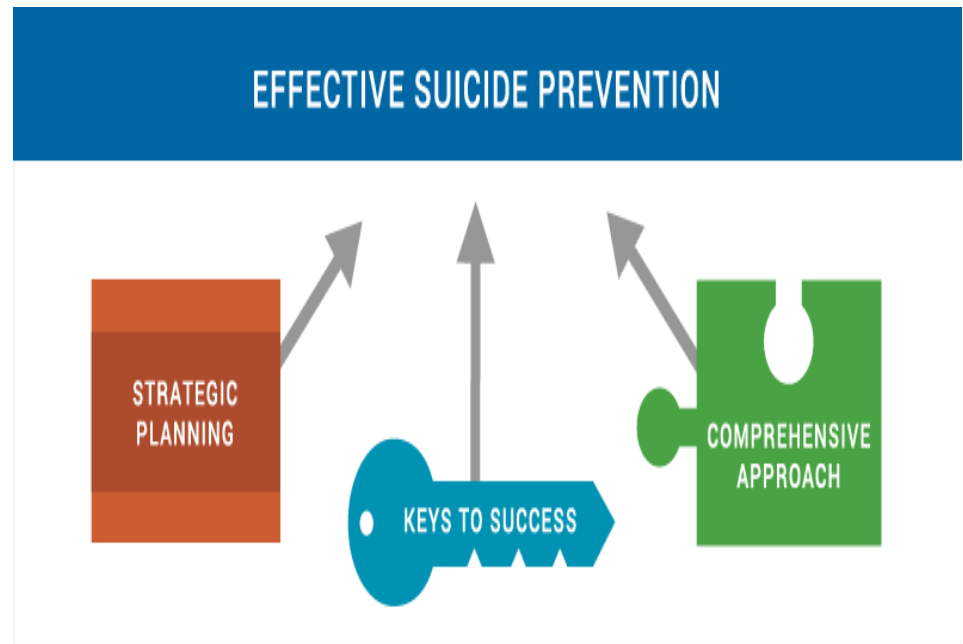 EFFECTIVE SUICIDE PREVENTION
STRATEGIC
PLANNING
KEYS TO SUCCESS
COMPREHENSIVE
APPROACH